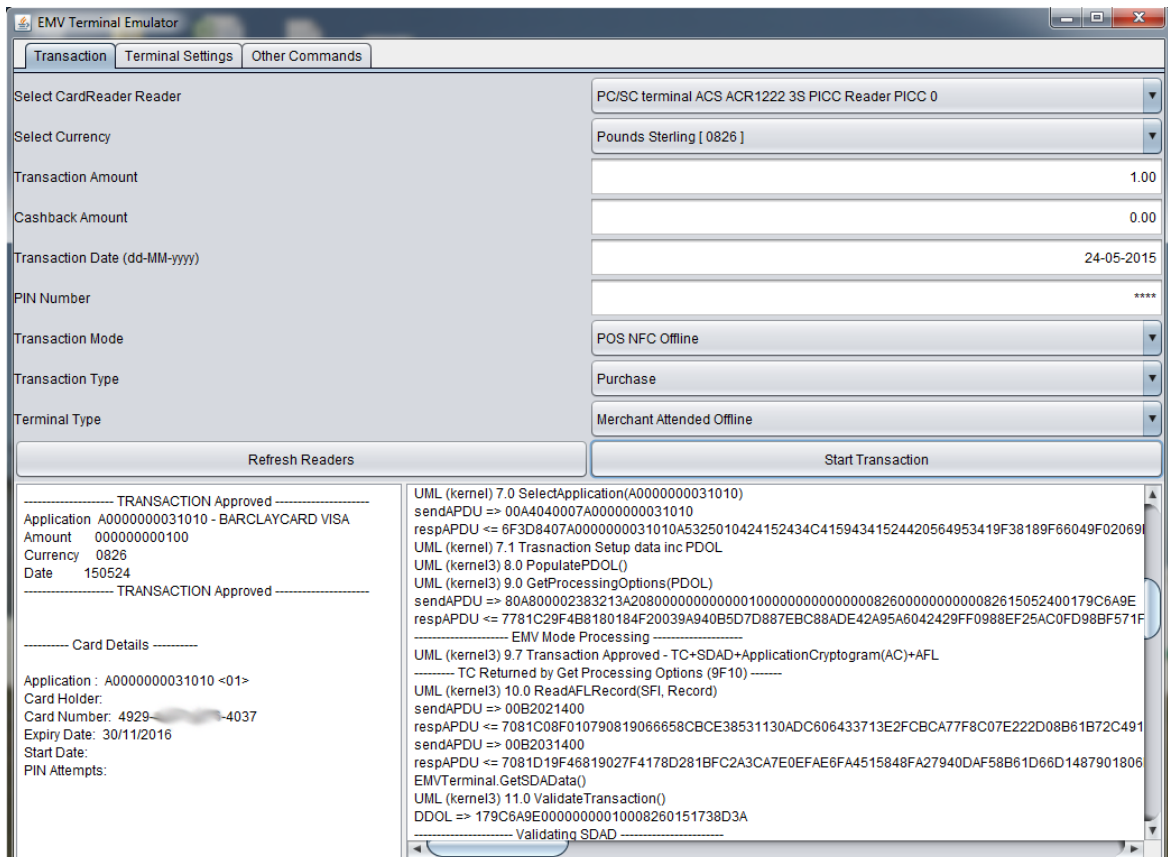 EMV Terminal Emulator
Transaction Terminal Settings Other Commands
Select CardReader Reader PC/SC terminal ACS ACR1222 3S PICC Reader PICC 0
Select Currency Pounds Sterling [ 0826 ]
Transaction Amount 1.00
Cashback Amount 0.00
Transaction Date (dd-MM-yyyy) 24-05-2015
PIN Number ****
Transaction Mode POS NFC Offline
Transaction Type Purchase
Terminal Type Merchant Attended Offline
Refresh Readers Start Transaction
-------------------- TRANSACTION Approved ---------------------
Application A0000000031010 - BARCLAYCARD VISA
Amount 000000000100
Currency 0826
Date 150524
-------------------- TRANSACTION Approved ---------------------
---------- Card Details ----------
Application : A0000000031010 <01>
Card Holder:
Card Number: 4929- -4037
Expiry Date: 30/11/2016
Start Date:
PIN Attempts:
UML (kernel) 7.0 SelectApplication(A0000000031010)
sendAPDU => 00A4040007A0000000031010
respAPDU <= 6F3D8407A0000000031010A5325010424152434C41594341524420564953419F38189F66049F02069
UML (kernel) 7.1 Trasnaction Setup data inc PDOL
UML (kernel3) 8.0 PopulatePDOL()
UML (kernel3) 9.0 GetProcessingOptions(PDOL)
sendAPDU => 80A800002383213A2080000000000001000000000000000826000000000008261505240017​9C6A9E
respAPDU <= 7781C29F4B8180184F20039A940B5D7D887EBC88ADE42A95A6042429FF0988EF25AC0FD98BF571F
--------------------- EMV Mode Processing --------------------
UML (kernel3) 9.7 Transaction Approved - TC+SDAD+ApplicationCryptogram(AC)+AFL
--------- TC Returned by Get Processing Options (9F10) -------
UML (kernel3) 10.0 ReadAFLRecord(SFI, Record)
sendAPDU => 00B2021400
respAPDU <= 7081C08F010790819066658CBCE38531130ADC606433713E2FCBCA77F8C07E222D08B61B72C491
sendAPDU => 00B2031400
respAPDU <= 7081D19F46819027F4178D281BFC2A3CA7E0EFAE6FA4515848FA27940DAF58B61D66D1487901806
EMVTerminal.GetSDAData()
UML (kernel3) 11.0 ValidateTransaction()
DDOL => 179C6A9E00000000010008260151738D3A
---------------------- Validating SDAD -----------------------